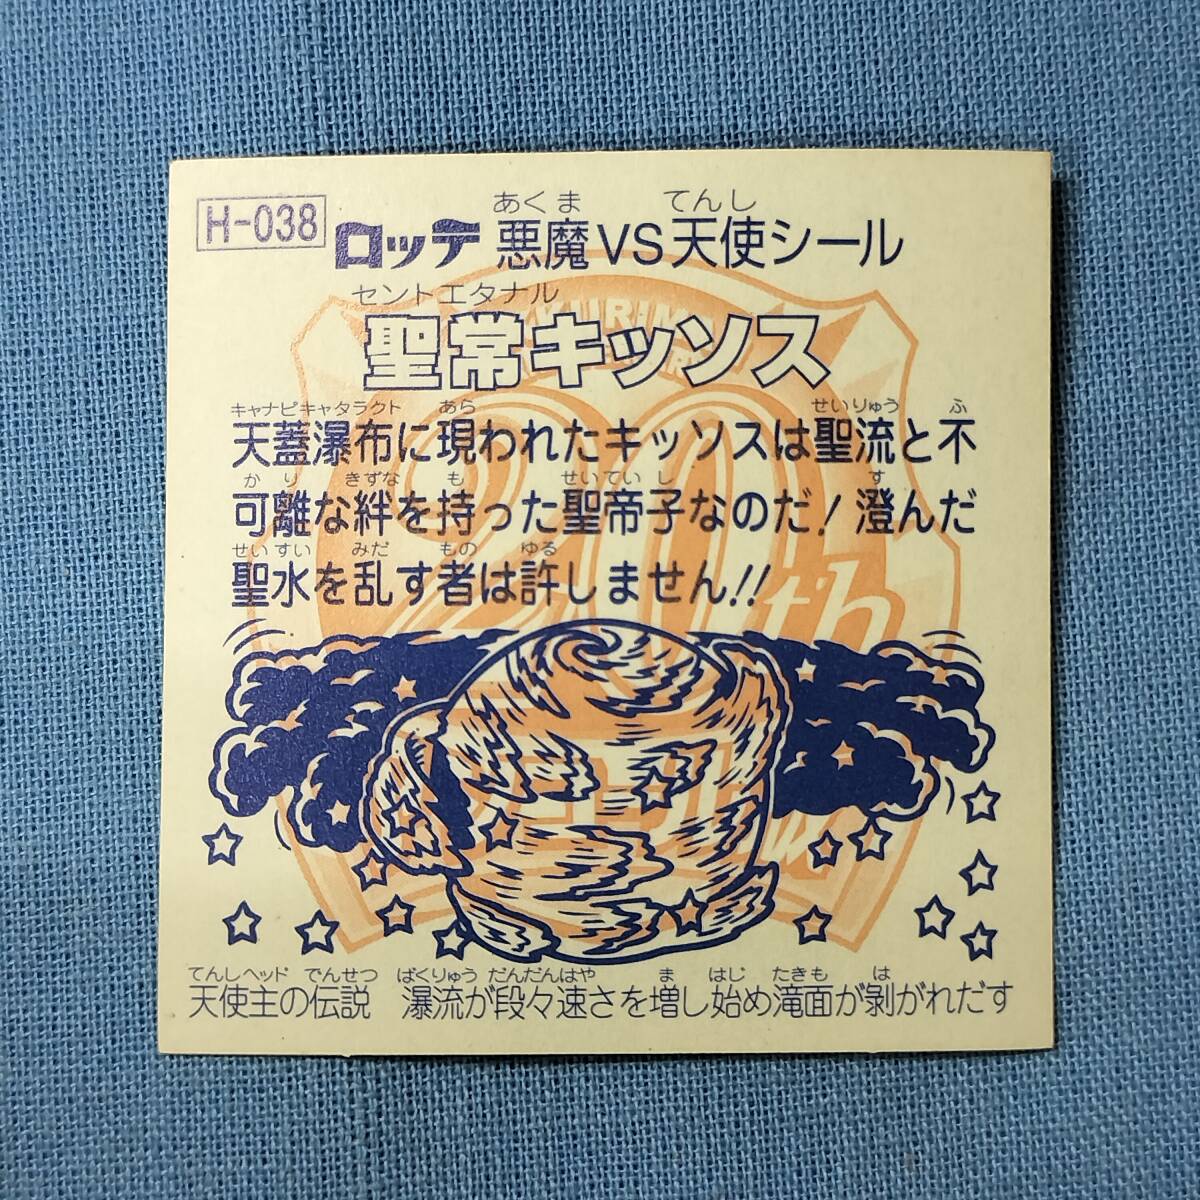 H-038
ロッテ 悪魔VS天使シール
あくま てんし
セントエタナル
聖常キッソス
キャナピキャタラクト あら せいりゅう ふ
天蓋瀑布に現われたキッソスは聖流と不
かり きずな も せいていし す
可離な絆を持った聖帝子なのだ!澄んだ
せいすい みだ もの ゆる
聖水を乱す者は許しません!!
20th
てんしヘッド でんせつ ばくりゅう だんだんはや ま はじ たきも は
天使主の伝説 瀑流が段々速さを増し始め滝面が剥がれだす